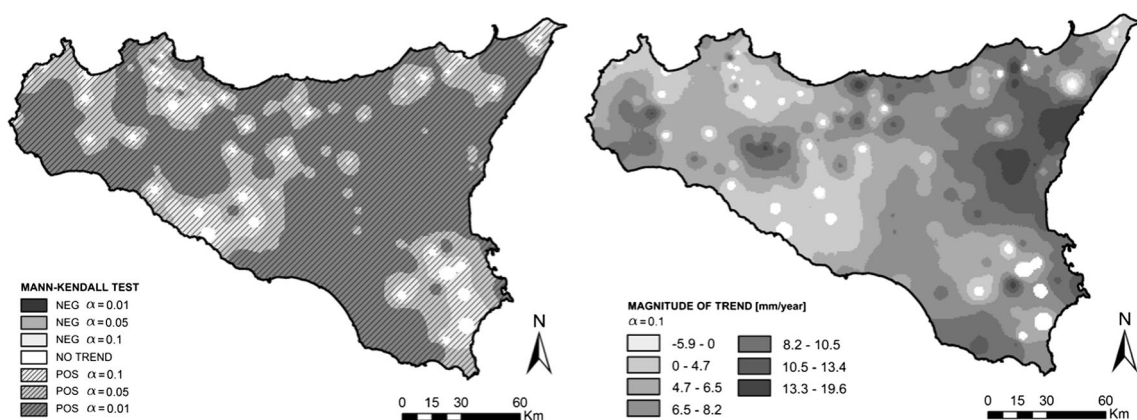 MANN-KENDALL TEST
NEG α=0.01
NEG α=0.05
NEG α=0.1
NO TREND
POS α=0.1
POS α=0.05
POS α=0.01
N
0 15 30 60
Km
MAGNITUDE OF TREND [mm/year]
α=0.1
-5.9 - 0
0 - 4.7
4.7 - 6.5
6.5 - 8.2
8.2 - 10.5
10.5 - 13.4
13.3 - 19.6
N
0 15 30 60
Km